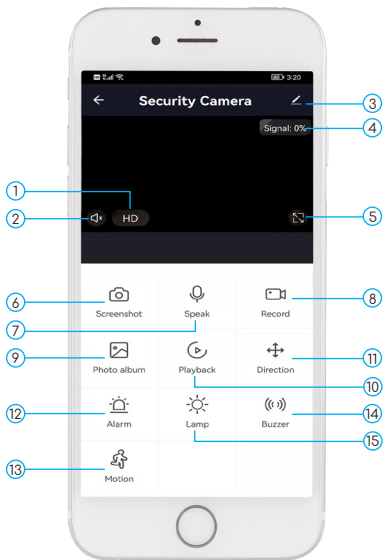 3:20
Security Camera
3
Signal: 0%
4
1
2
HD
5
6
Screenshot
Speak
Record
8
7
9
Photo album
Playback
Direction
11
10
12
Alarm
Lamp
Buzzer
14
15
13
Motion